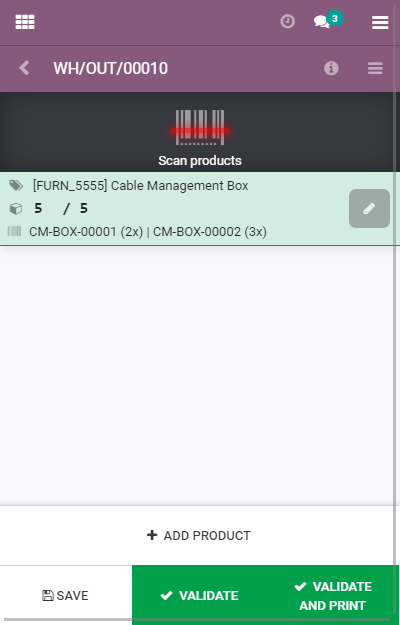 3
WH/OUT/00010
Scan products
[FURN_5555] Cable Management Box
5 / 5
CM-BOX-00001 (2x) | CM-BOX-00002 (3x)
ADD PRODUCT
SAVE
VALIDATE
VALIDATE
AND PRINT